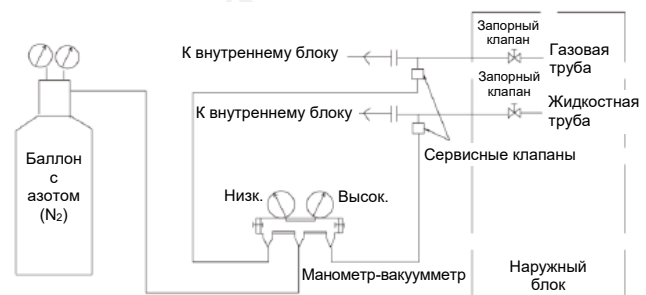 Запорный
клапан
К внутреннему блоку
Газовая
труба
Запорный
клапан
К внутреннему блоку
Жидкостная
труба
Баллон
с
азотом
(N2)
Сервисные клапаны
Низк.
Высок.
Манометр-вакуумметр
Наружный
блок